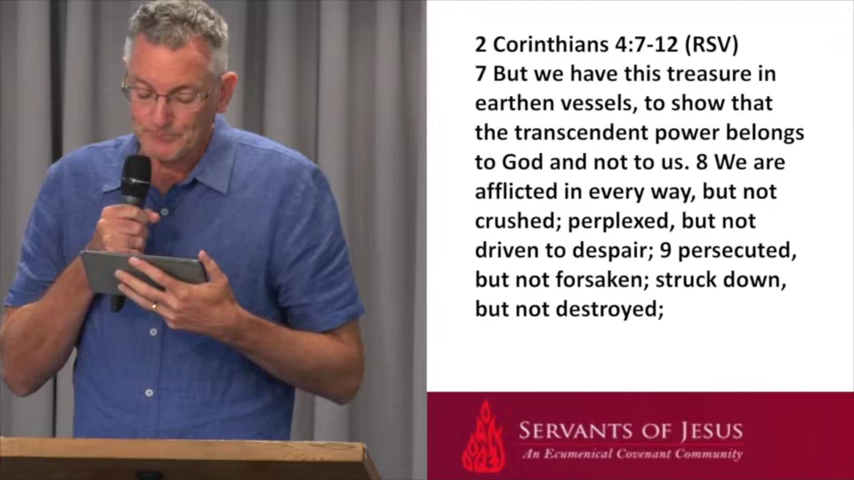 2 Corinthians 4:7-12 (RSV)
7 But we have this treasure in
earthen vessels, to show that
the transcendent power belongs
to God and not to us. 8 We are
afflicted in every way, but not
crushed; perplexed, but not
driven to despair; 9 persecuted,
but not forsaken; struck down,
but not destroyed;
SERVANTS OF JESUS
An Ecumenical Covenant Community